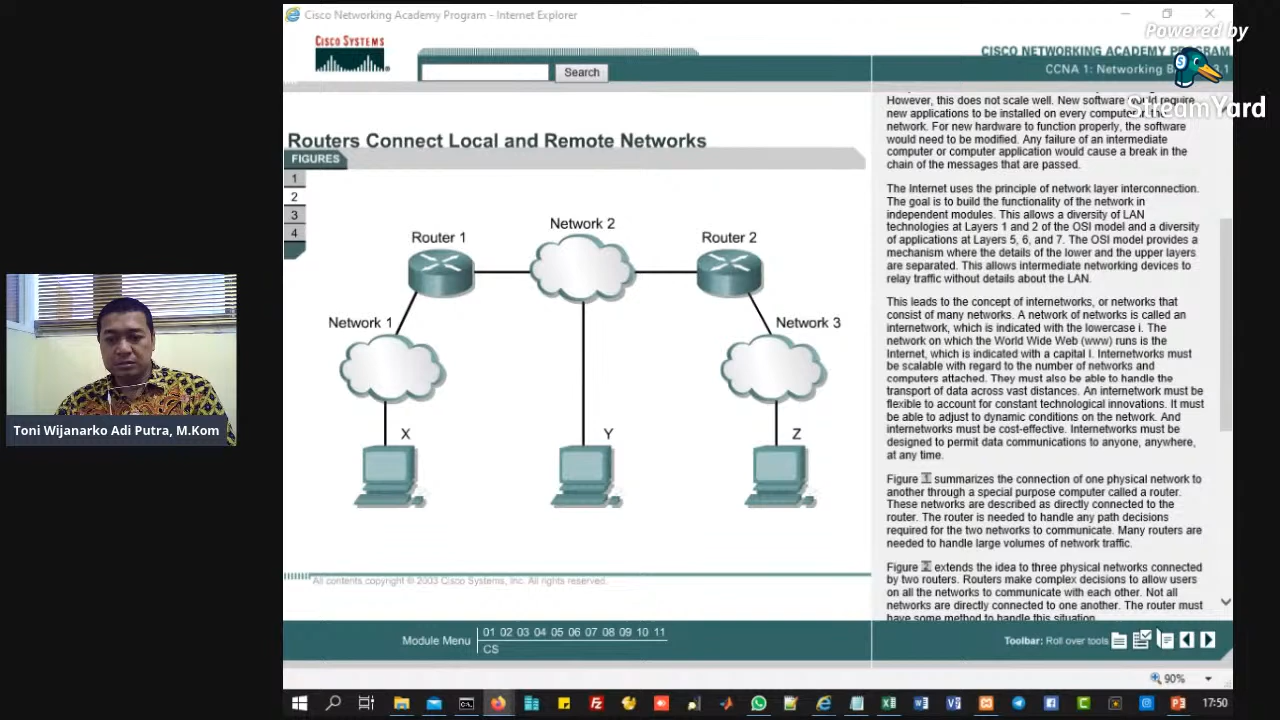 Cisco Networking Academy Program - Internet Explorer
Powered by
StreamYard
CISCO SYSTEMS
Search
CISCO NETWORKING ACADEMY PROGRAM
CCNA 1: Networking
Routers Connect Local and Remote Networks
FIGURES
1
2
3
4
Network 2
Router 1
Router 2
Network 1
Network 3
X
Y
Z
All contents copyright © 2003 Cisco Systems, Inc. All rights reserved.
However, this does not scale well. New software would require
new applications to be installed on every computer in the
network. For new hardware to function properly, the software
would need to be modified. Any failure of an intermediate
computer or computer application would cause a break in the
chain of the messages that are passed.
The Internet uses the principle of network layer interconnection.
The goal is to build the functionality of the network in
independent modules. This allows a diversity of LAN
technologies at Layers 1 and 2 of the OSI model and a diversity
of applications at Layers 5, 6, and 7. The OSI model provides a
mechanism where the details of the lower and the upper layers
are separated. This allows intermediate networking devices to
relay traffic without details about the LAN.
This leads to the concept of internetworks, or networks that
consist of many networks. A network of networks is called an
internetwork, which is indicated with the lowercase i. The
network on which the World Wide Web (www) runs is the
Internet, which is indicated with a capital I. Internetworks must
be scalable with regard to the number of networks and
computers attached. They must also be able to handle the
transport of data across vast distances. An internetwork must be
flexible to account for constant technological innovations. It must
be able to adjust to dynamic conditions on the network. And
internetworks must be cost-effective. Internetworks must be
designed to permit data communications to anyone, anywhere,
at any time.
Figure 1 summarizes the connection of one physical network to
another through a special purpose computer called a router.
These networks are described as directly connected to the
router. The router is needed to handle any path decisions
required for the two networks to communicate. Many routers are
needed to handle large volumes of network traffic.
Figure 2 extends the idea to three physical networks connected
by two routers. Routers make complex decisions to allow users
on all the networks to communicate with each other. Not all
networks are directly connected to one another. The router must
have some method to handle this situation.
Toni Wijanarko Adi Putra, M.Kom
Module Menu
01 02 03 04 05 06 07 08 09 10 11
CS
Toolbar: Roll over tools
90%
17:50